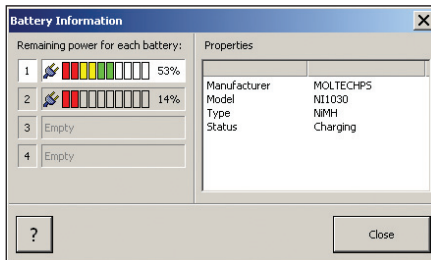 Battery Information
Remaining power for each battery:
1 53%
2 14%
3 Empty
4 Empty
Properties
Manufacturer MOLTECHPS
Model NI1030
Type NiMH
Status Charging
?
Close